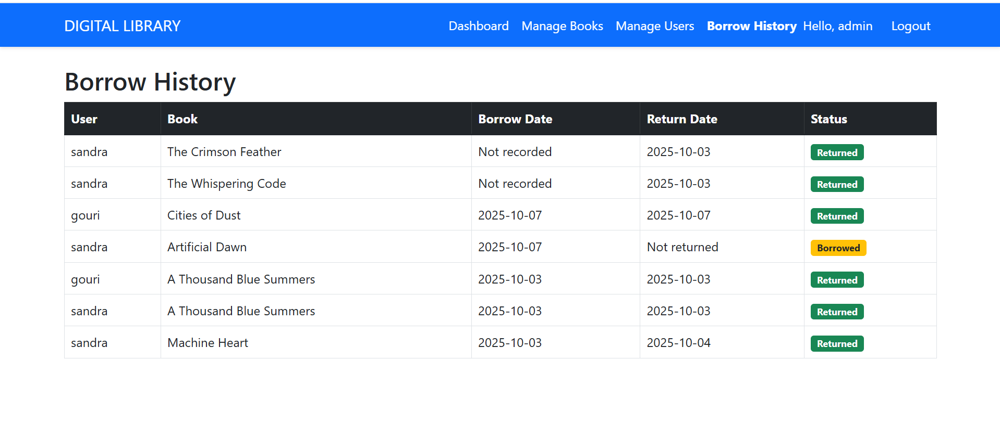 DIGITAL LIBRARY Dashboard Manage Books Manage Users Borrow History Hello, admin Logout
Borrow History
User Book Borrow Date Return Date Status
sandra The Crimson Feather Not recorded 2025-10-03 Returned
sandra The Whispering Code Not recorded 2025-10-03 Returned
gouri Cities of Dust 2025-10-07 2025-10-07 Returned
sandra Artificial Dawn 2025-10-07 Not returned Borrowed
gouri A Thousand Blue Summers 2025-10-03 2025-10-03 Returned
sandra A Thousand Blue Summers 2025-10-03 2025-10-03 Returned
sandra Machine Heart 2025-10-03 2025-10-04 Returned